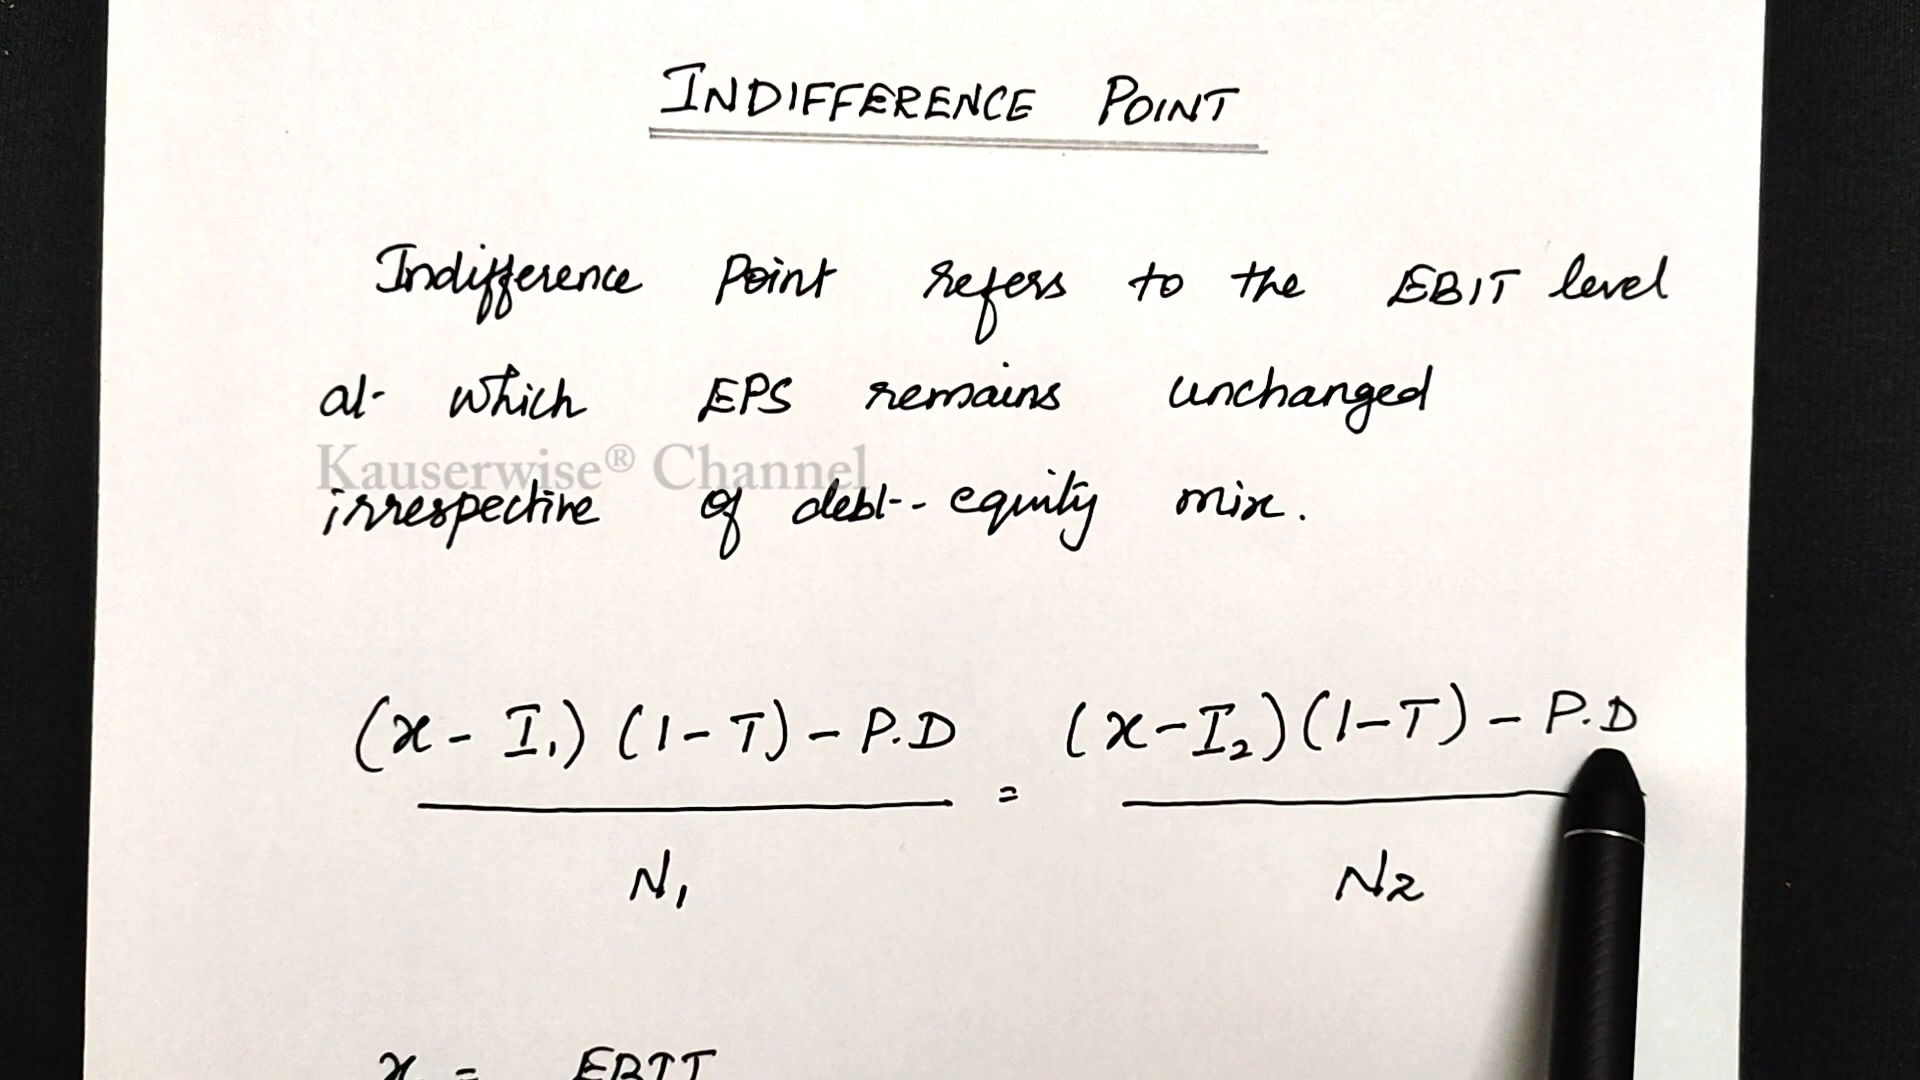 INDIFFERENCE POINT
Indifference Point refers to the EBIT level
at which EPS remains unchanged
Kauserwise® Channel
irrespective of debt-equity mix.
(x - I₁) (1 - T) - P.D = (x - I₂) (1 - T) - P.D
N₁ N₂
x = EBIT